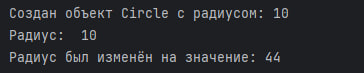 Создан объект Circle с радиусом: 10
Радиус:  10
Радиус был изменён на значение: 44